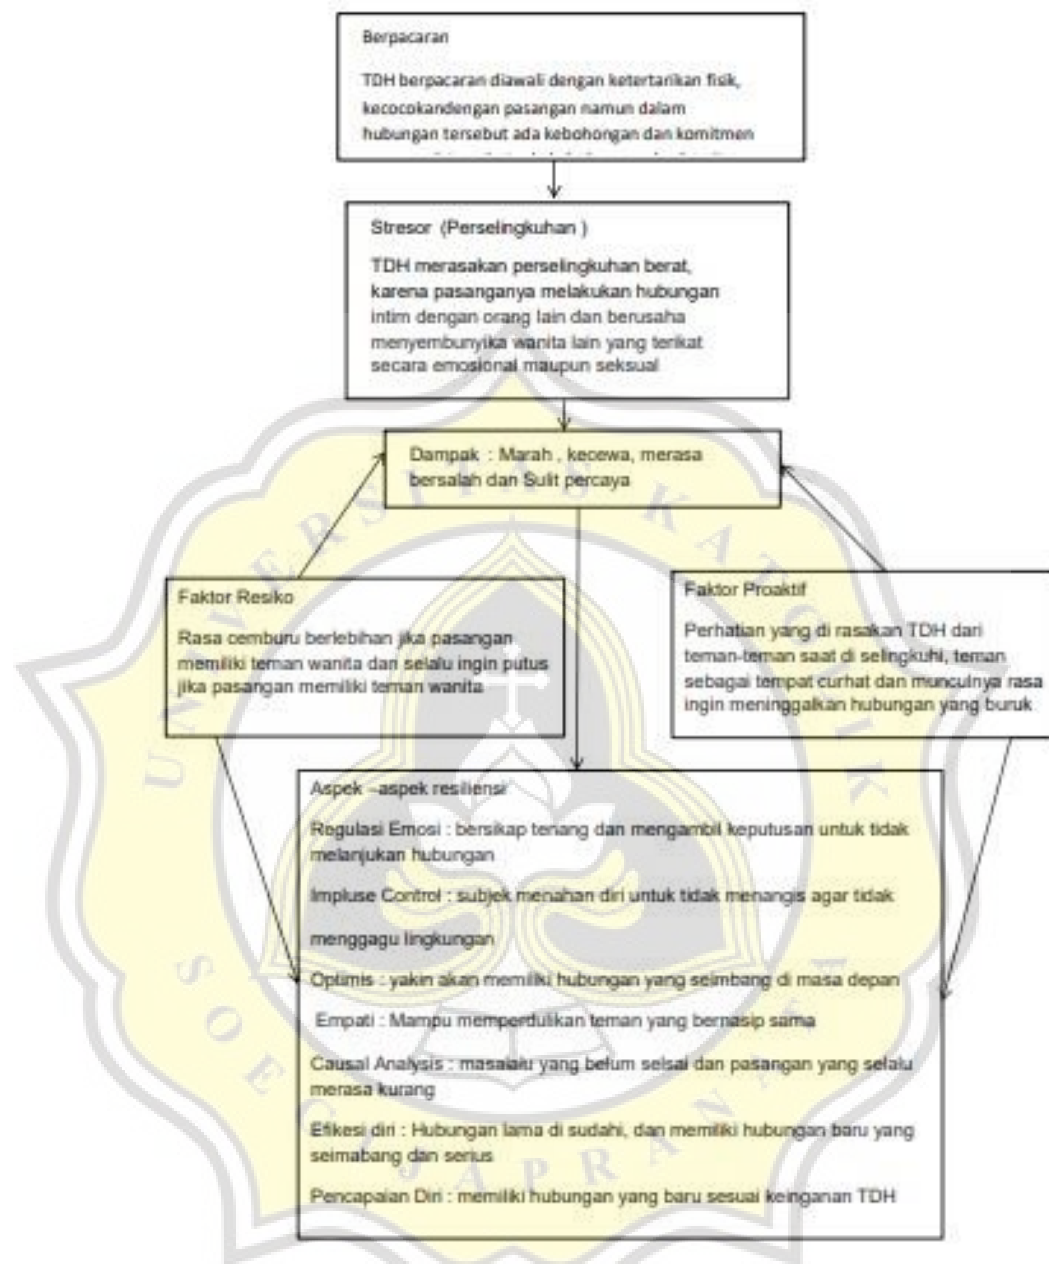 Berpacaran
TDH berpacaran diawali dengan ketertarikan fisik,
kecocokandengan pasangan namun dalam
hubungan tersebut ada kebohongan dan komitmen
Stresor (Perselingkuhan )
TDH merasakan perselingkuhan berat,
karena pasanganya melakukan hubungan
intim dengan orang lain dan berusaha
menyembunyika wanita lain yang terikat
secara emosional maupun seksual
Dampak : Marah , kecewa, merasa
bersalah dan Sulit percaya
Faktor Resiko
Rasa cemburu berlebihan jika pasangan
memiliki teman wanita dan selalu ingin putus
jika pasangan memiliki teman wanita
Faktor Proaktif
Perhatian yang di rasakan TDH dari
teman-teman saat di selingkuhi, teman
sebagai tempat curhat dan munculnya rasa
ingin meninggalkan hubungan yang buruk
Aspek –aspek resiliensi
Regulasi Emosi : bersikap tenang dan mengambil keputusan untuk tidak
melanjukan hubungan
Impluse Control : subjek menahan diri untuk tidak menangis agar tidak
menggagu lingkungan
Optimis : yakin akan memiliki hubungan yang seimbang di masa depan
Empati : Mampu memperdulikan teman yang bernasip sama
Causal Analysis : masalalu yang belum selsai dan pasangan yang selalu
merasa kurang
Efikesi diri : Hubungan lama di sudahi, dan memiliki hubungan baru yang
seimabang dan serius
Pencapaian Diri : memiliki hubungan yang baru sesuai keinganan TDH
UNIVERSITAS KATOLIK
SOEGIJAPRANATA